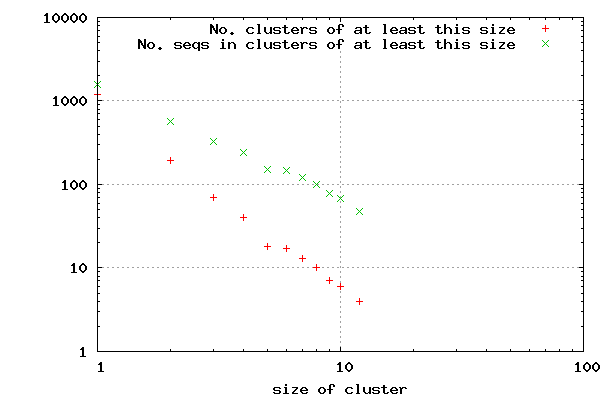 10000
No. clusters of at least this size
No. seqs in clusters of at least this size
1000
100
10
1
1 10 100
size of cluster